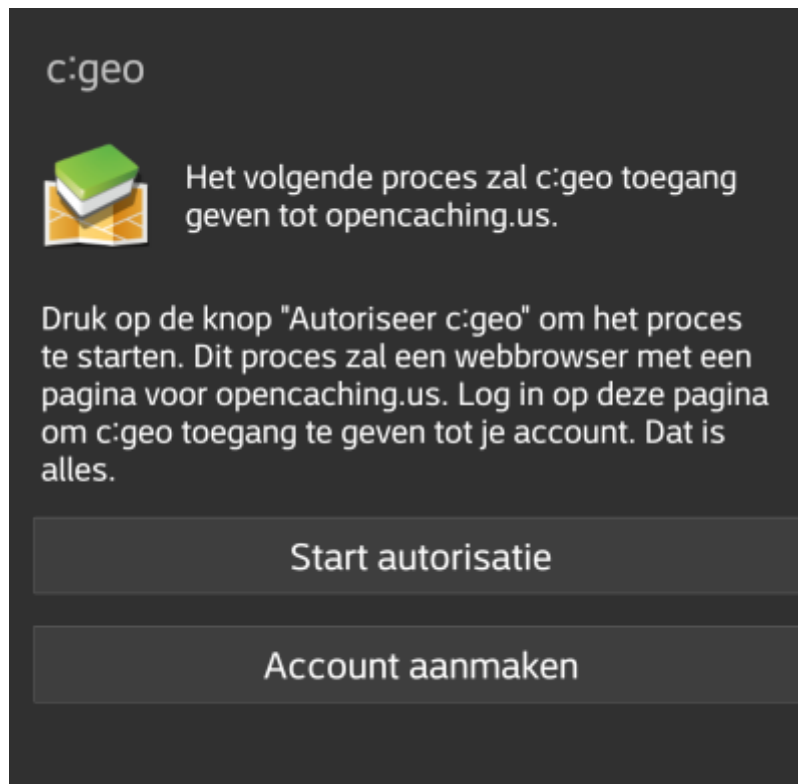 c:geo
Het volgende proces zal c:geo toegang
geven tot opencaching.us.
Druk op de knop "Autoriseer c:geo" om het proces
te starten. Dit proces zal een webbrowser met een
pagina voor opencaching.us. Log in op deze pagina
om c:geo toegang te geven tot je account. Dat is
alles.
Start autorisatie
Account aanmaken